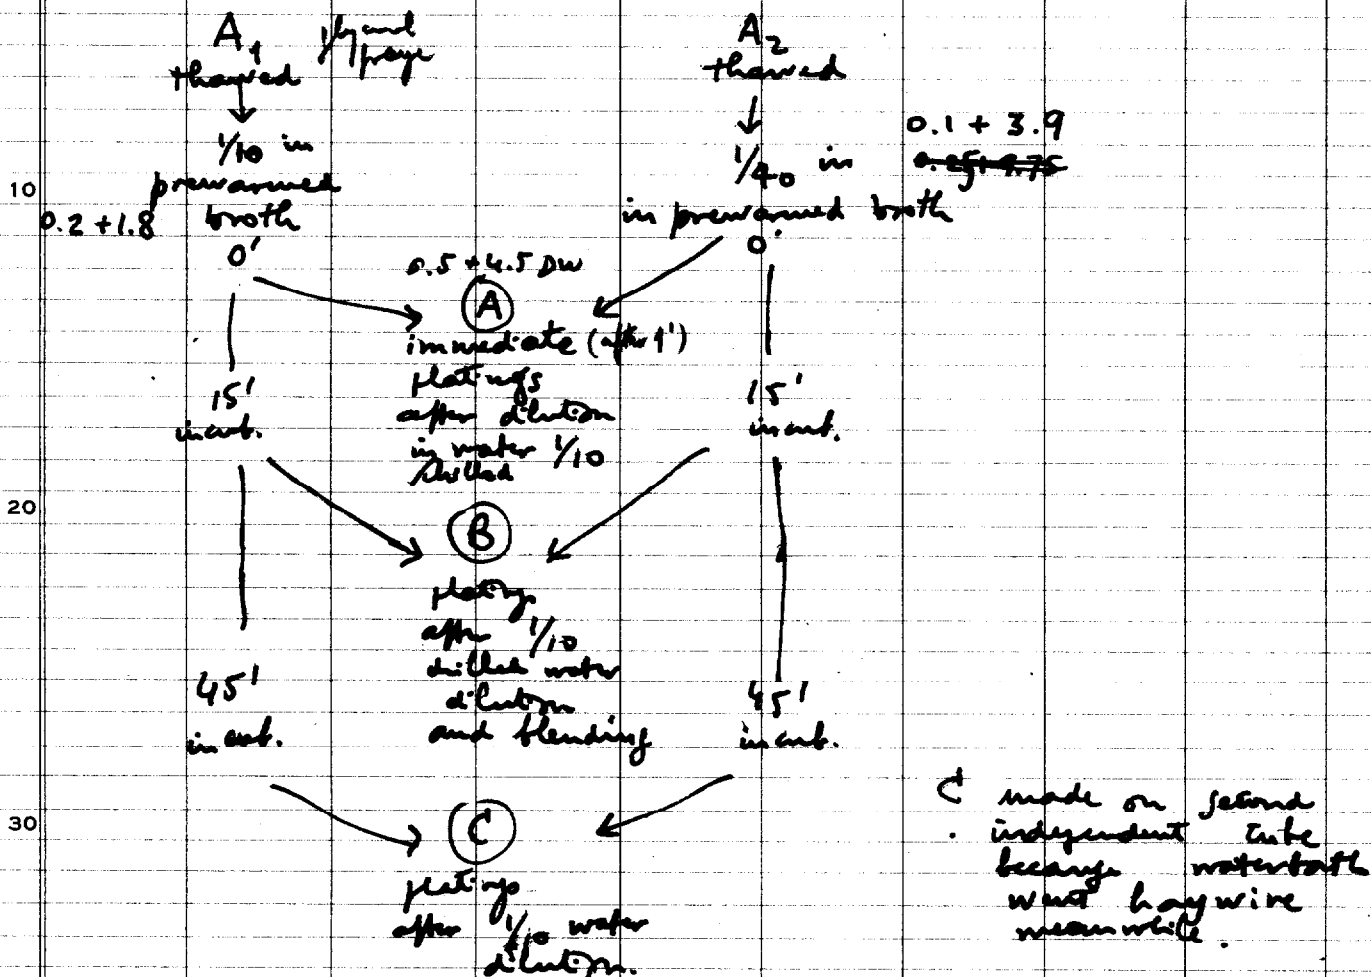 A₁
thawed
A₂
thawed
1/10 in
prewarmed
broth
0.2 + 1.8
0'
0.1 + 3.9
1/40 in
in prewarmed broth
0'
10
0.5 + 4.5 DW
A
immediate (after 1')
platings
after dilution
in water 1/10
chilled
15'
incub.
15'
incub.
20
B
platings
after 1/10
chilled water
dilution
and blending
45'
incub.
45'
incub.
30
C
platings
after 1/10 water
dilution.
C made on second
independent tube
because waterbath
went haywire
meanwhile.